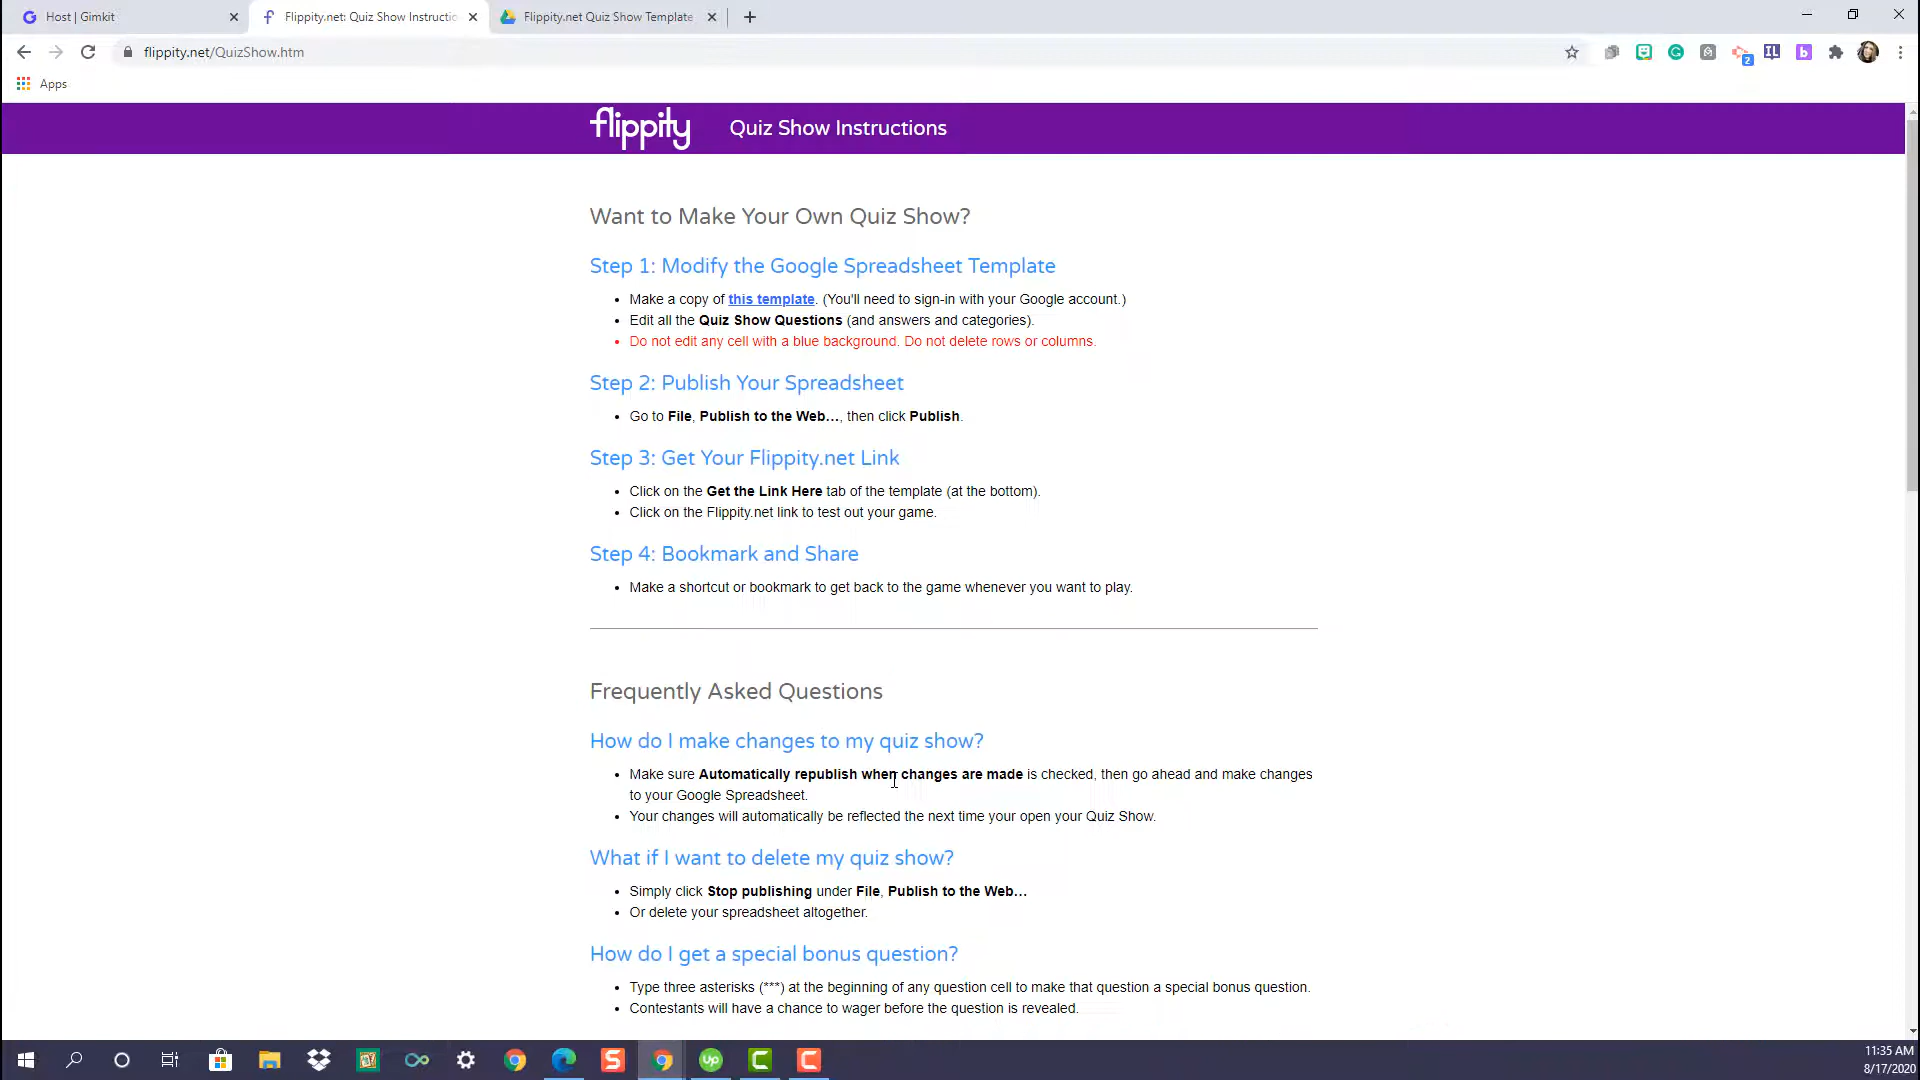 Host | Gimkit
Flippity.net: Quiz Show Instructio
Flippity.net Quiz Show Template
flippity.net/QuizShow.htm
2
IL
b
Apps
flippity Quiz Show Instructions
Want to Make Your Own Quiz Show?
Step 1: Modify the Google Spreadsheet Template
• Make a copy of this template. (You'll need to sign-in with your Google account.)
• Edit all the Quiz Show Questions (and answers and categories).
• Do not edit any cell with a blue background. Do not delete rows or columns.
Step 2: Publish Your Spreadsheet
• Go to File, Publish to the Web..., then click Publish.
Step 3: Get Your Flippity.net Link
• Click on the Get the Link Here tab of the template (at the bottom).
• Click on the Flippity.net link to test out your game.
Step 4: Bookmark and Share
• Make a shortcut or bookmark to get back to the game whenever you want to play.
Frequently Asked Questions
How do I make changes to my quiz show?
• Make sure Automatically republish when changes are made is checked, then go ahead and make changes
to your Google Spreadsheet.
• Your changes will automatically be reflected the next time your open your Quiz Show.
What if I want to delete my quiz show?
• Simply click Stop publishing under File, Publish to the Web...
• Or delete your spreadsheet altogether.
How do I get a special bonus question?
• Type three asterisks (***) at the beginning of any question cell to make that question a special bonus question.
• Contestants will have a chance to wager before the question is revealed.
S
Up
C
C
11:35 AM
8/17/2020